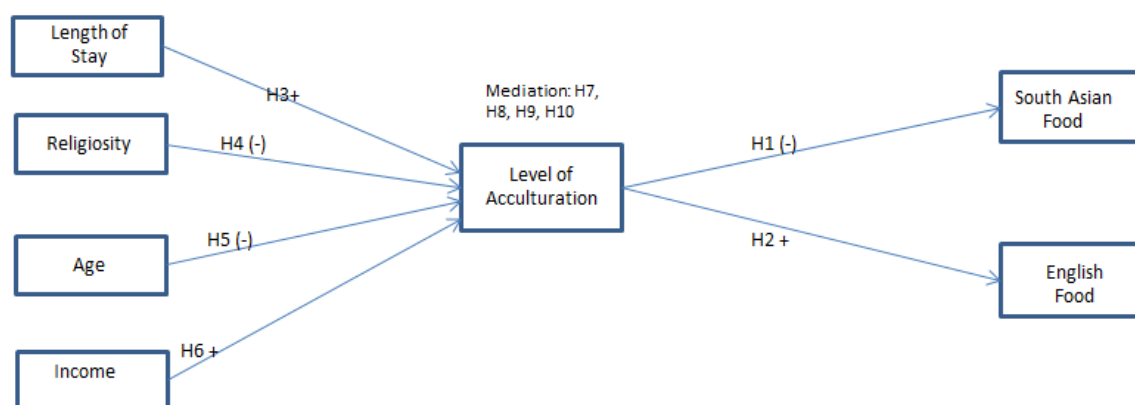 Length of
Stay
H3+
Mediation: H7,
H8, H9, H10
South Asian
Food
Religiosity
H4 (-)
H1 (-)
Level of
Acculturation
H5 (-)
H2 +
Age
English
Food
H6 +
Income